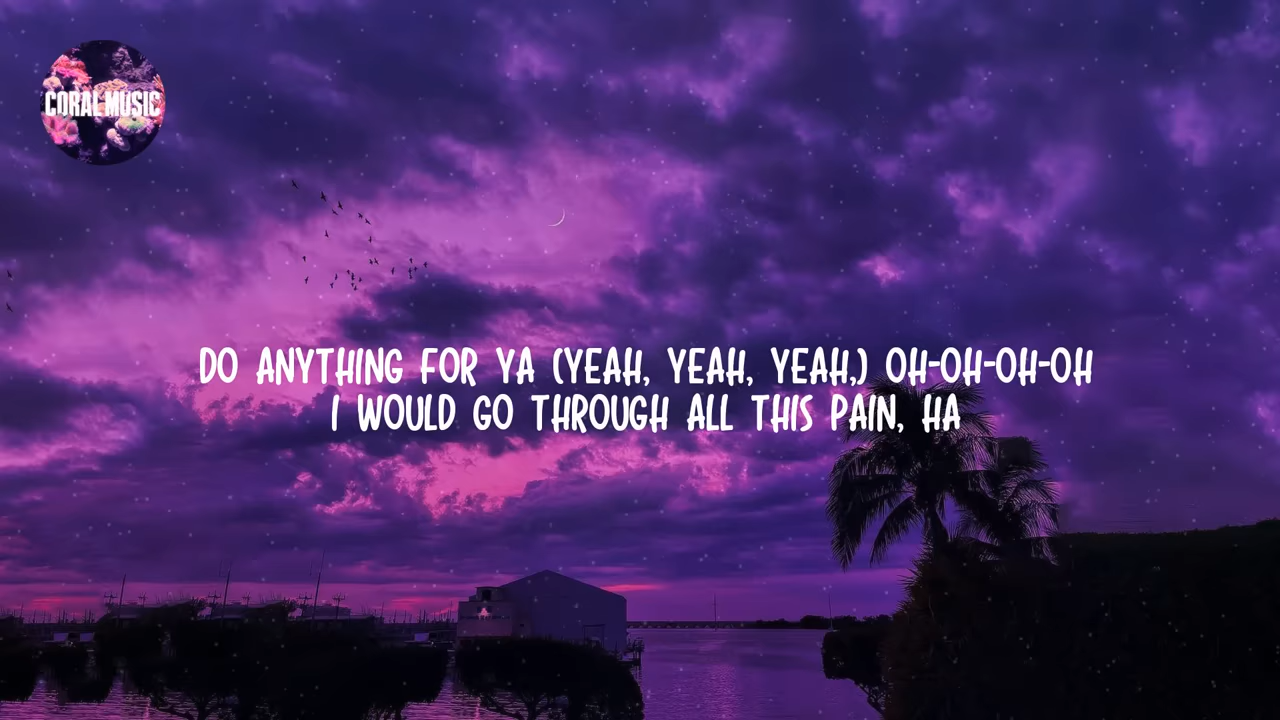 CORAL MUSIC
DO ANYTHING FOR YA (YEAH, YEAH, YEAH,) OH-OH-OH-OH
I WOULD GO THROUGH ALL THIS PAIN, HA